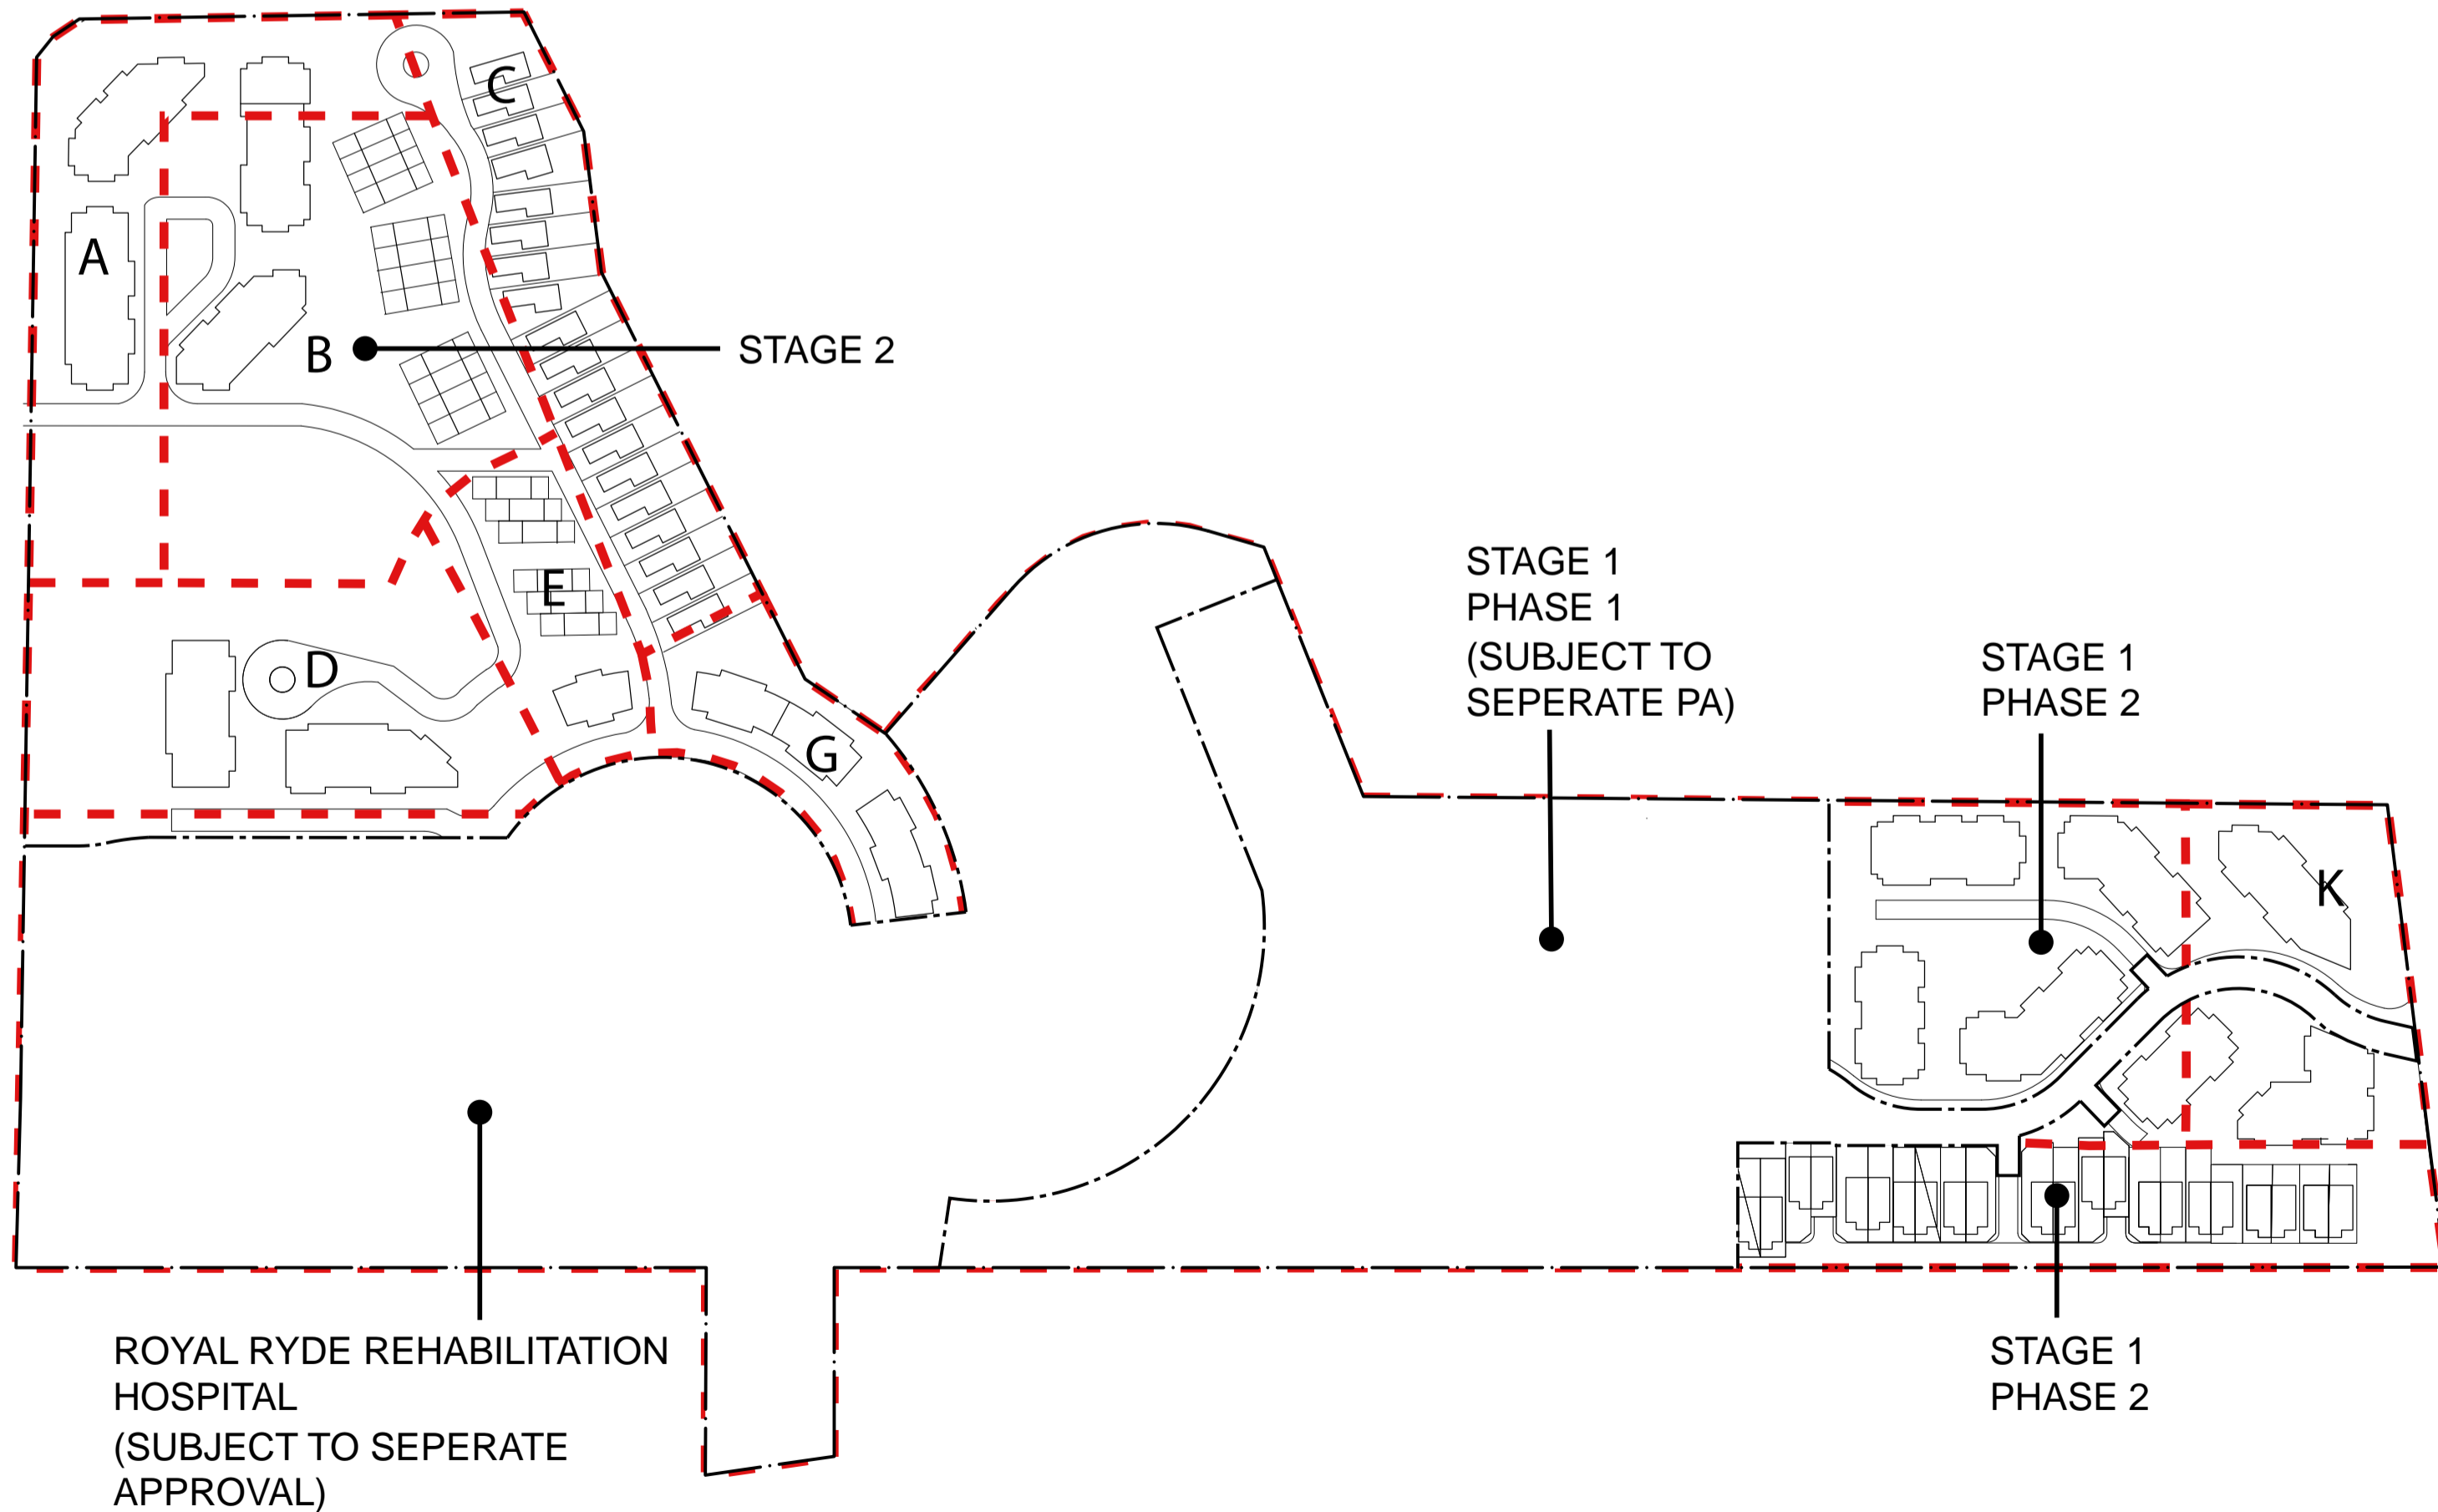 C
A
B
STAGE 2
E
D
G
STAGE 1
PHASE 1
(SUBJECT TO
SEPERATE PA)
STAGE 1
PHASE 2
K
ROYAL RYDE REHABILITATION
HOSPITAL
(SUBJECT TO SEPERATE
APPROVAL)
STAGE 1
PHASE 2